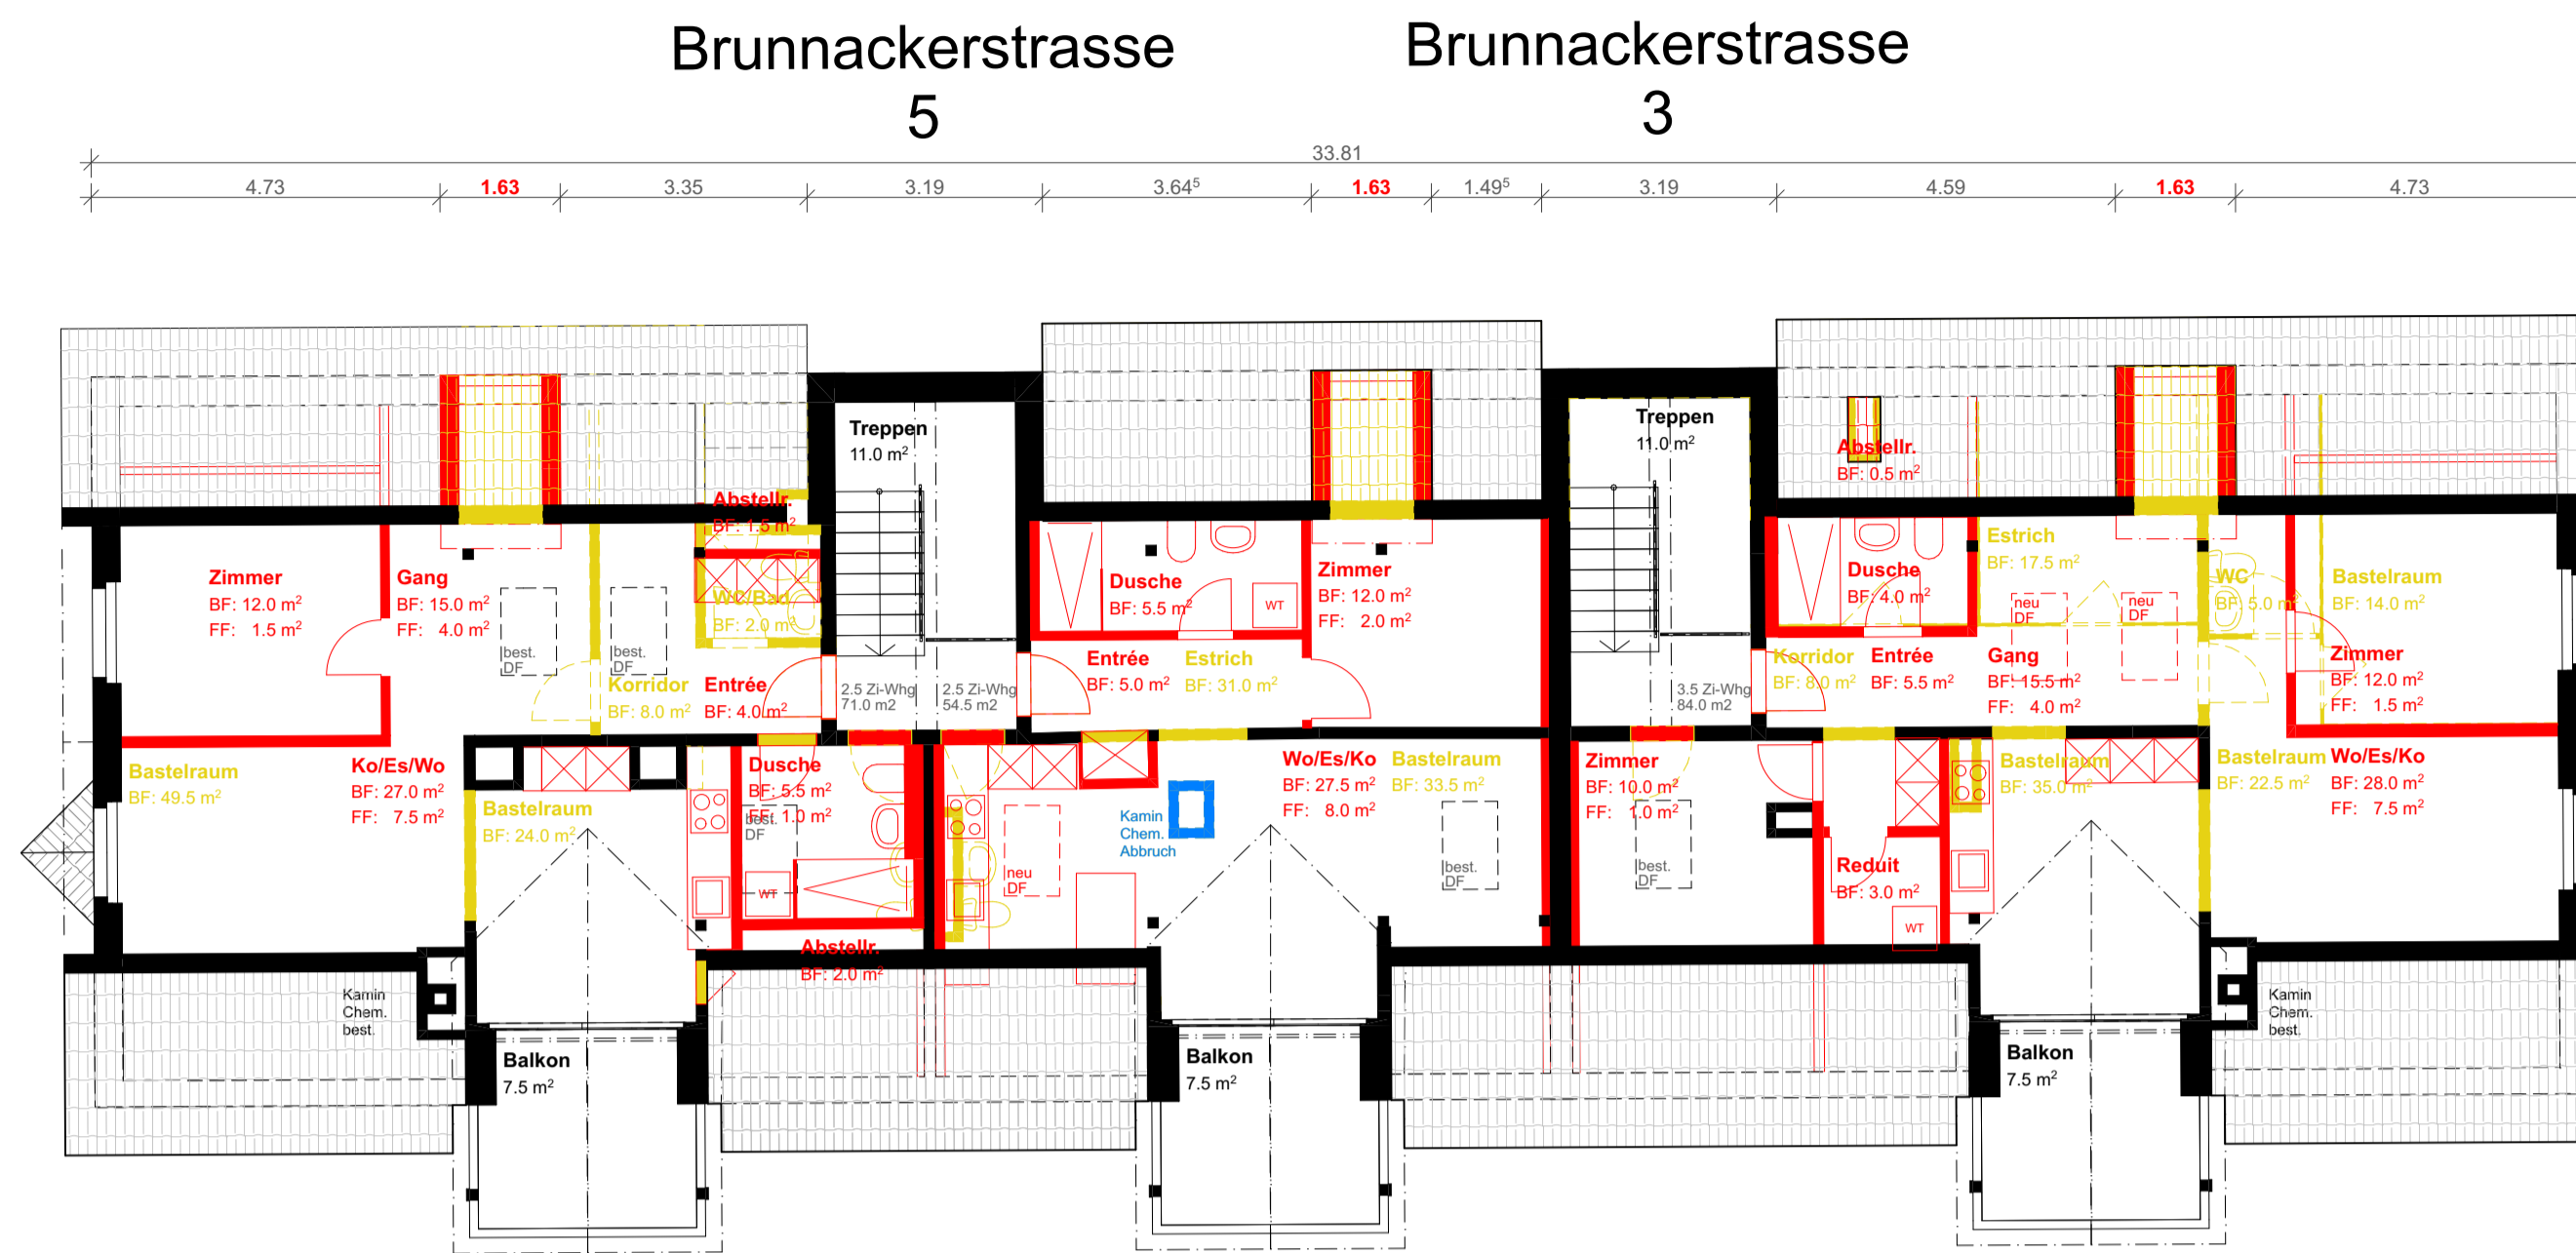 Brunnackerstrasse
5
Brunnackerstrasse
3
33.81
4.73
1.63
3.35
3.19
3.64⁵
1.63
1.49⁵
3.19
4.59
1.63
4.73
Treppen
11.0 m²
Treppen
11.0 m²
Abstellr.
BF: 0.5 m²
Abstellr.
BF: 1.5 m²
Zimmer
BF: 12.0 m²
FF: 1.5 m²
Gang
BF: 15.0 m²
FF: 4.0 m²
best.
DF
best.
DF
WC/Bad
BF: 2.0 m²
Korridor
BF: 8.0 m²
Entrée
BF: 4.0 m²
2.5 Zi-Whg
71.0 m2
2.5 Zi-Whg
54.5 m2
Dusche
BF: 5.5 m²
WT
Entrée
BF: 5.0 m²
Estrich
BF: 31.0 m²
Zimmer
BF: 12.0 m²
FF: 2.0 m²
3.5 Zi-Whg
84.0 m2
Dusche
BF: 4.0 m²
Korridor
BF: 8.0 m²
Entrée
BF: 5.5 m²
Estrich
BF: 17.5 m²
neu
DF
neu
DF
Gang
BF: 15.5 m²
FF: 4.0 m²
WC
BF: 5.0 m²
Bastelraum
BF: 14.0 m²
Zimmer
BF: 12.0 m²
FF: 1.5 m²
Bastelraum
BF: 49.5 m²
Ko/Es/Wo
BF: 27.0 m²
FF: 7.5 m²
Bastelraum
BF: 24.0 m²
Dusche
BF: 5.5 m²
FF: 1.0 m²
best.
DF
WT
Abstellr.
BF: 2.0 m²
neu
DF
Kamin
Chem.
Abbruch
Wo/Es/Ko
BF: 27.5 m²
FF: 8.0 m²
Bastelraum
BF: 33.5 m²
best.
DF
Zimmer
BF: 10.0 m²
FF: 1.0 m²
best.
DF
Reduit
BF: 3.0 m²
WT
Bastelraum
BF: 35.0 m²
Bastelraum
BF: 22.5 m²
Wo/Es/Ko
BF: 28.0 m²
FF: 7.5 m²
Kamin
Chem.
best.
Kamin
Chem.
best.
Balkon
7.5 m²
Balkon
7.5 m²
Balkon
7.5 m²